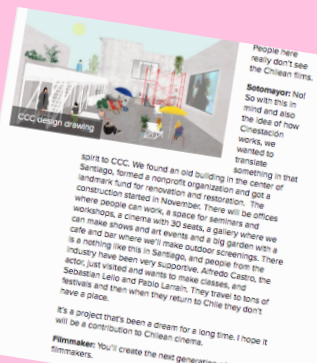 People here
really don't see
the Chilean films.
Sotomayor: No!
So with this in
mind and also
the idea of how
Cinestación
works, we
wanted to
translate
something in that
CCC design drawing
spirit to CCC. We found an old building in the center of
Santiago, formed a nonprofit organization and got a
landmark fund for renovation and restoration. The
construction started in November. There will be offices
where people can work, a space for seminars and
workshops, a cinema with 30 seats, a gallery where we
can make shows and art events and a big garden with a
cafe and bar where we'll make outdoor screenings. There
is a nothing like this in Santiago, and people from the
industry have been very supportive. Alfredo Castro, the
actor, just visited and wants to make classes, and
Sebastian Lelio and Pablo Larraín. They travel to tons of
festivals and then when they return to Chile they don't
have a place.
It's a project that's been a dream for a long time. I hope it
will be a contribution to Chilean cinema.
Filmmaker: You'll create the next generation
filmmakers.